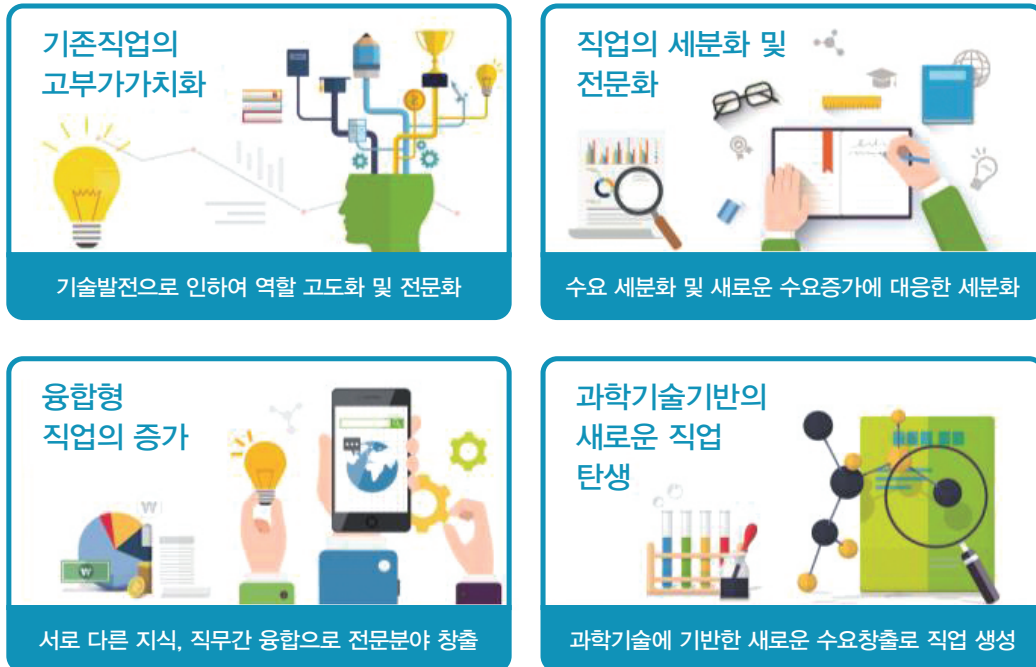 기존직업의
고부가가치화
기술발전으로 인하여 역할 고도화 및 전문화
직업의 세분화 및
전문화
수요 세분화 및 새로운 수요증가에 대응한 세분화
융합형
직업의 증가
서로 다른 지식, 직무간 융합으로 전문분야 창출
과학기술기반의
새로운 직업
탄생
과학기술에 기반한 새로운 수요창출로 직업 생성